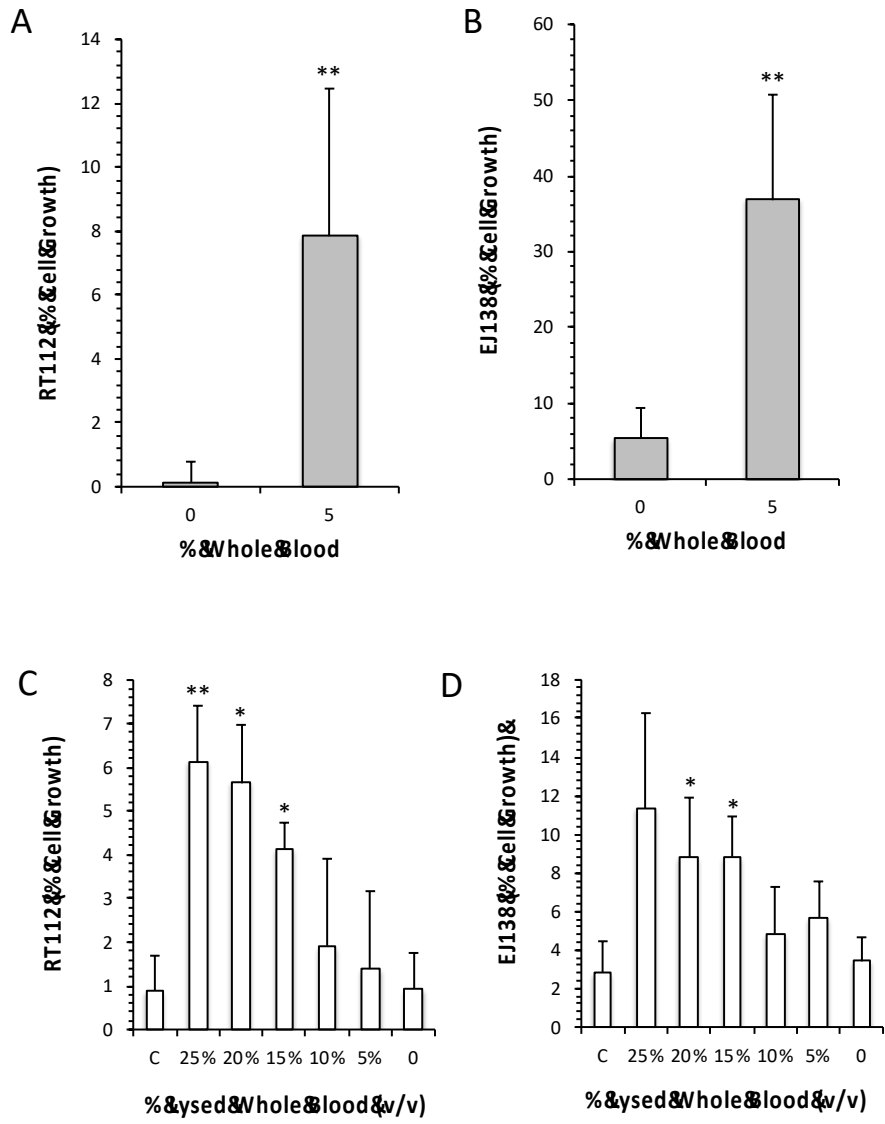 A
14
12
10
8
6
4
2
0
RT112&(%&Cell&Growth)
**
0 5
%&Whole&Blood
B
60
50
40
30
20
10
0
EJ138&(%&Cell&Growth)
**
0 5
%&Whole&Blood
C
8
7
6
5
4
3
2
1
0
RT112&(%&Cell&Growth)
** * *
C 25% 20% 15% 10% 5% 0
%&Lysed&Whole&Blood&(v/v)
D
18
16
14
12
10
8
6
4
2
0
EJ138&(%&Cell&Growth)&
* *
C 25% 20% 15% 10% 5% 0
%&Lysed&Whole&Blood&(v/v)